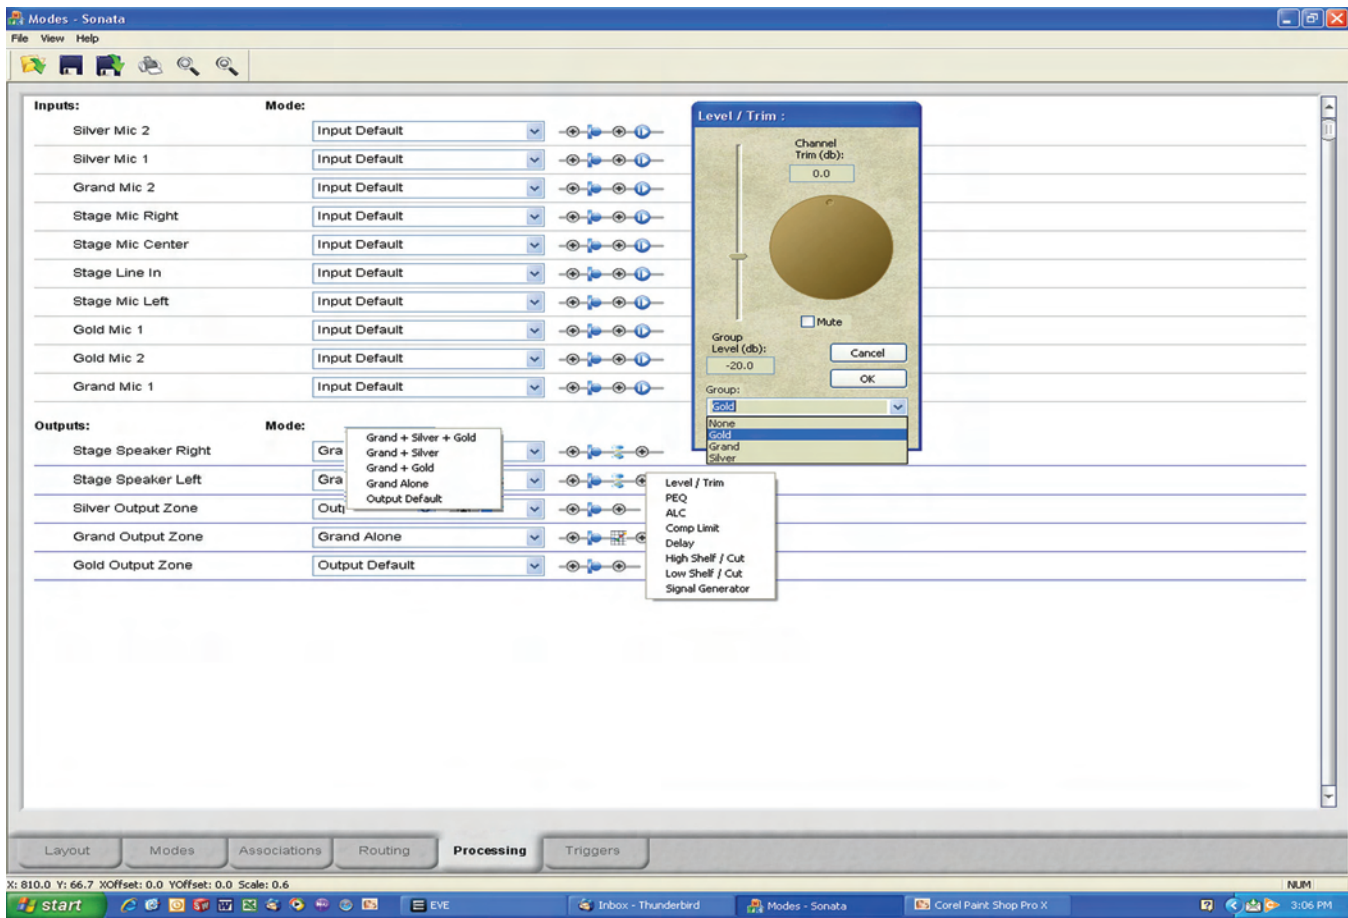 Modes - Sonata
File View Help
Inputs: Mode:
Silver Mic 2 Input Default
Silver Mic 1 Input Default
Grand Mic 2 Input Default
Stage Mic Right Input Default
Stage Mic Center Input Default
Stage Line In Input Default
Stage Mic Left Input Default
Gold Mic 1 Input Default
Gold Mic 2 Input Default
Grand Mic 1 Input Default
Level / Trim :
Channel
Trim (db):
0.0
Mute
Group
Level (db):
-20.0
Cancel
OK
Group:
Gold
None
Gold
Grand
Silver
Outputs: Mode:
Stage Speaker Right Gra
Stage Speaker Left Gra
Silver Output Zone Outp
Grand Output Zone Grand Alone
Gold Output Zone Output Default
Grand + Silver + Gold
Grand + Silver
Grand + Gold
Grand Alone
Output Default
Level / Trim
PEQ
ALC
Comp Limit
Delay
High Shelf / Cut
Low Shelf / Cut
Signal Generator
Layout Modes Associations Routing Processing Triggers
X: 810.0 Y: 66.7 XOffset: 0.0 YOffset: 0.0 Scale: 0.6 NUM
start EVE Inbox - Thunderbird Modes - Sonata Corel Paint Shop Pro X 3:06 PM